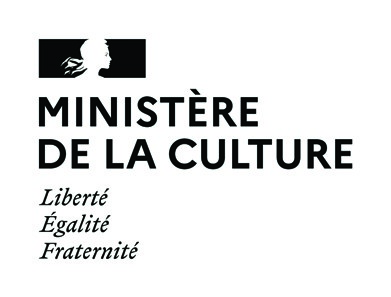 MINISTÈRE
DE LA CULTURE
Liberté
Égalité
Fraternité